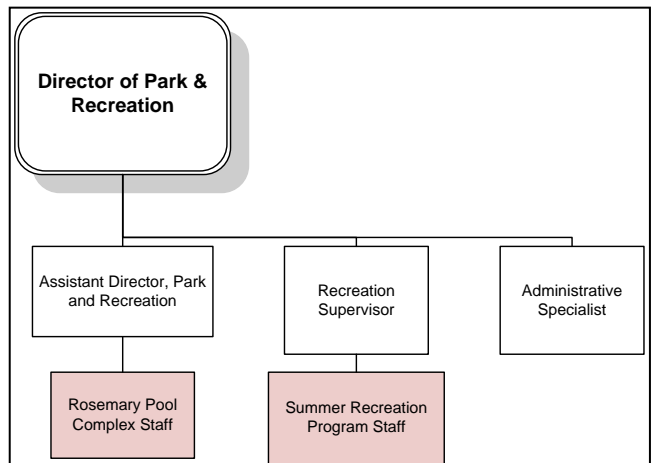 Director of Park &
Recreation
Assistant Director, Park
and Recreation
Recreation
Supervisor
Administrative
Specialist
Rosemary Pool
Complex Staff
Summer Recreation
Program Staff